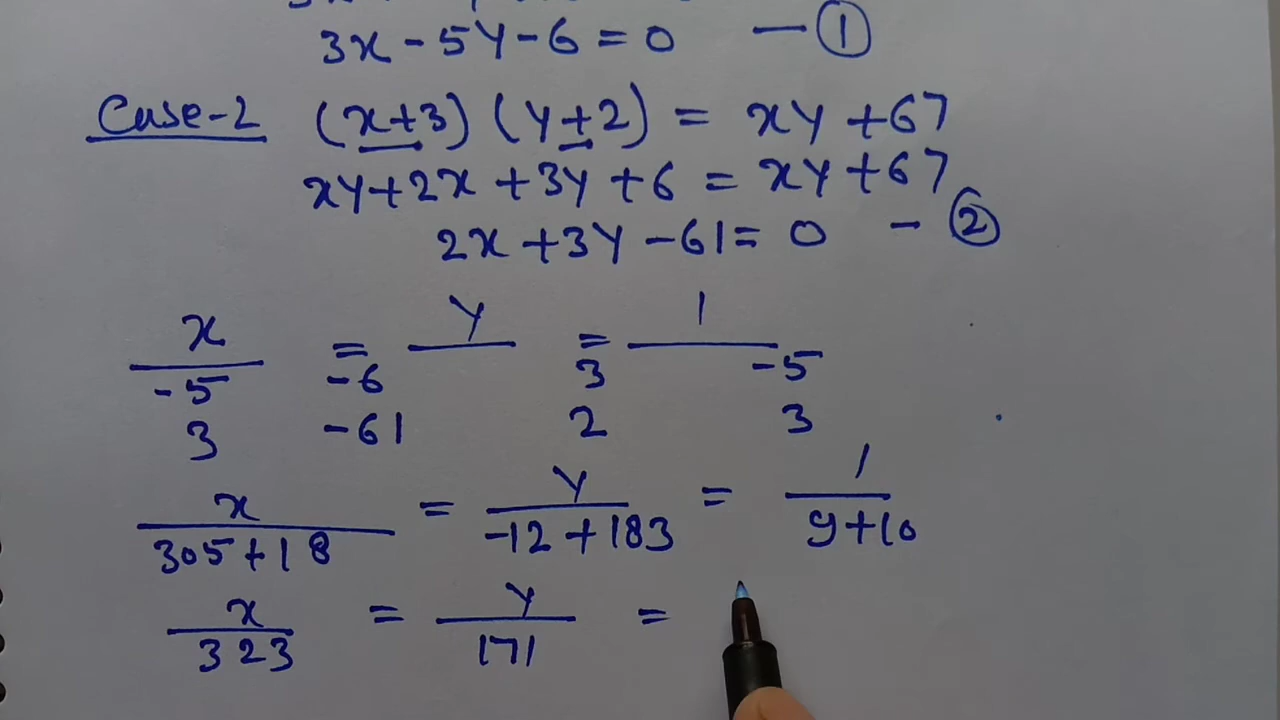 3x - 5y - 6 = 0 — ①
Case-2 (x+3) (y+2) = xy + 67
xy + 2x + 3y + 6 = xy + 67
2x + 3y - 61 = 0 - ②
x = y = 1
-5 -6 3 -5
3 -61 2 3
x = y = 1
305+18 -12+183 9+10
x = y =
323 171